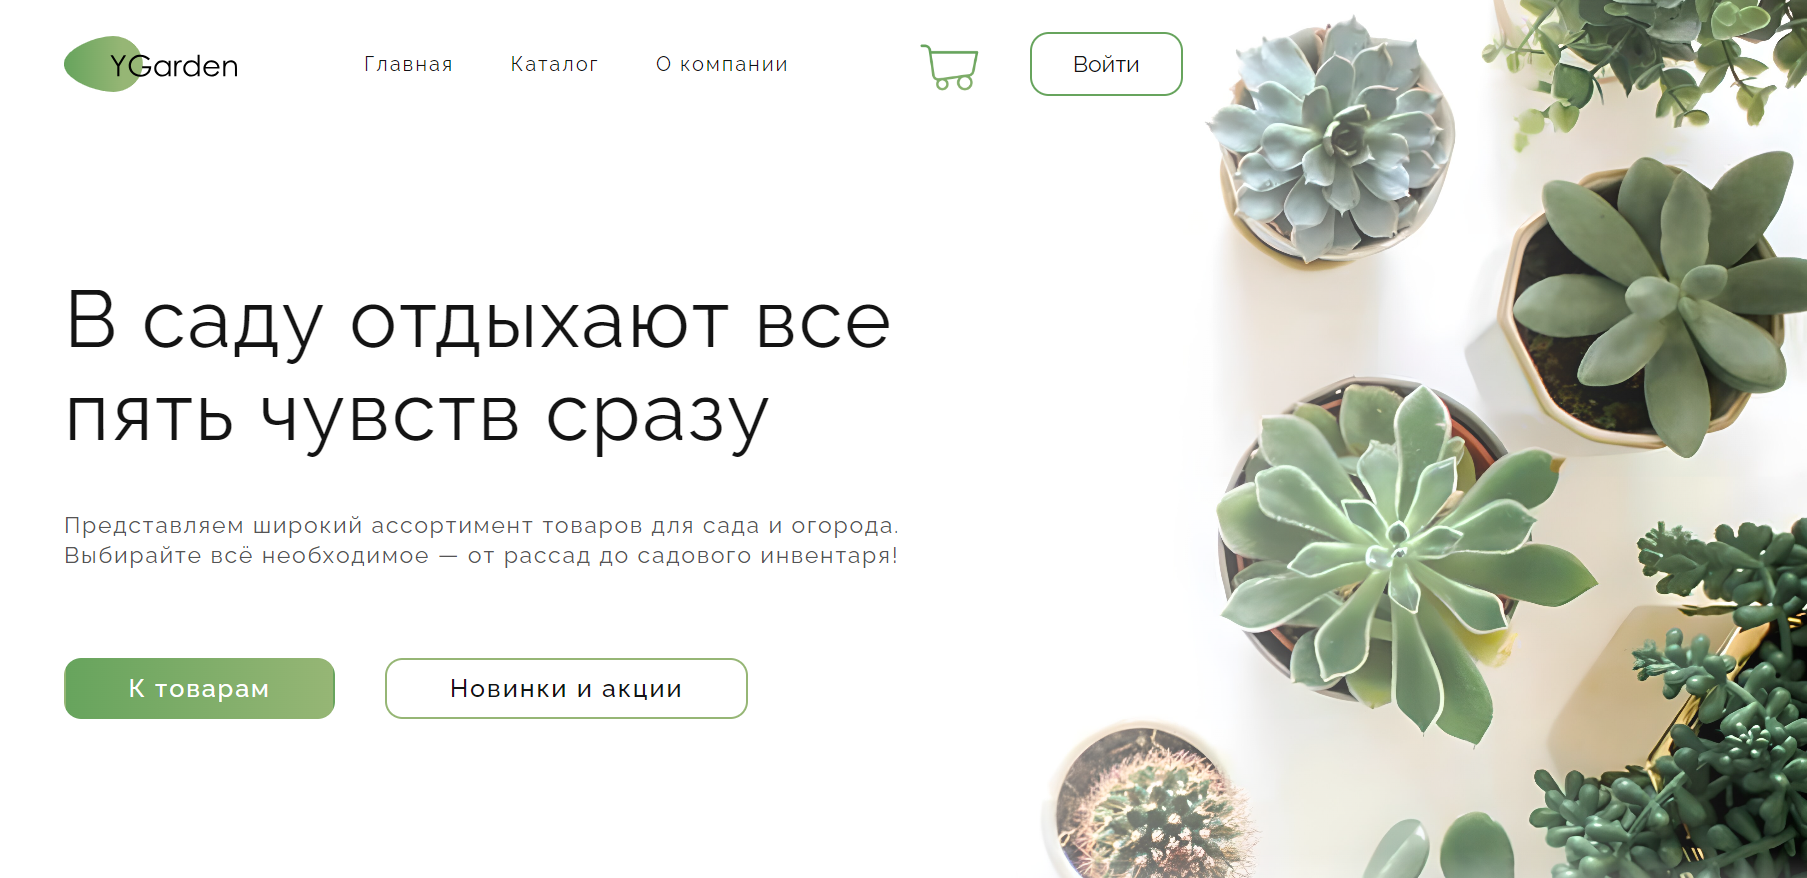 YGarden
Главная
Каталог
О компании
Войти
В саду отдыхают все
пять чувств сразу
Представляем широкий ассортимент товаров для сада и огорода.
Выбирайте всё необходимое — от рассад до садового инвентаря!
К товарам
Новинки и акции